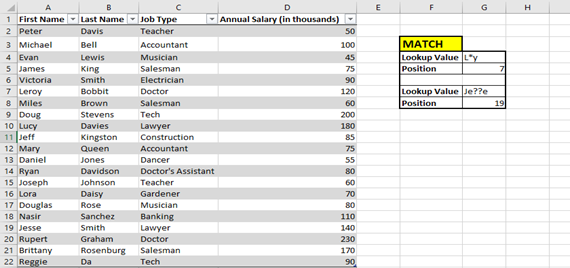 A B C D E F G H
1 First Name Last Name Job Type Annual Salary (in thousands)
2 Peter Davis Teacher 50
3 Michael Bell Accountant 100 MATCH
4 Evan Lewis Musician 45 Lookup Value L*y
5 James King Salesman 75 Position 7
6 Victoria Smith Electrician 90
7 Leroy Bobbit Doctor 120 Lookup Value Je??e
8 Miles Brown Salesman 60 Position 19
9 Doug Stevens Tech 200
10 Lucy Davies Lawyer 180
11 Jeff Kingston Construction 85
12 Mary Queen Accountant 75
13 Daniel Jones Dancer 55
14 Ryan Davidson Doctor's Assistant 80
15 Joseph Johnson Teacher 60
16 Lora Daisy Gardener 70
17 Douglas Rose Musician 80
18 Nasir Sanchez Banking 110
19 Jesse Smith Lawyer 140
20 Rupert Graham Doctor 230
21 Brittany Rosenburg Salesman 170
22 Reggie Da Tech 90